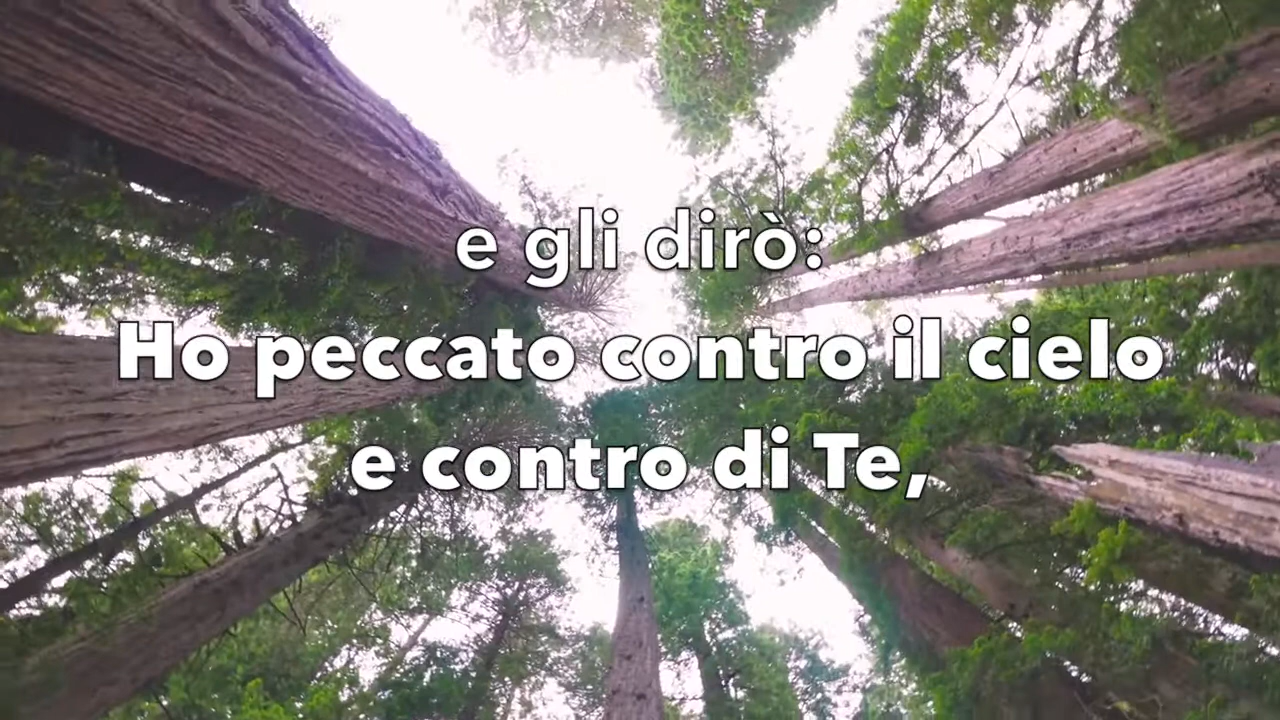 e gli dirò:
Ho peccato contro il cielo
e contro di Te,